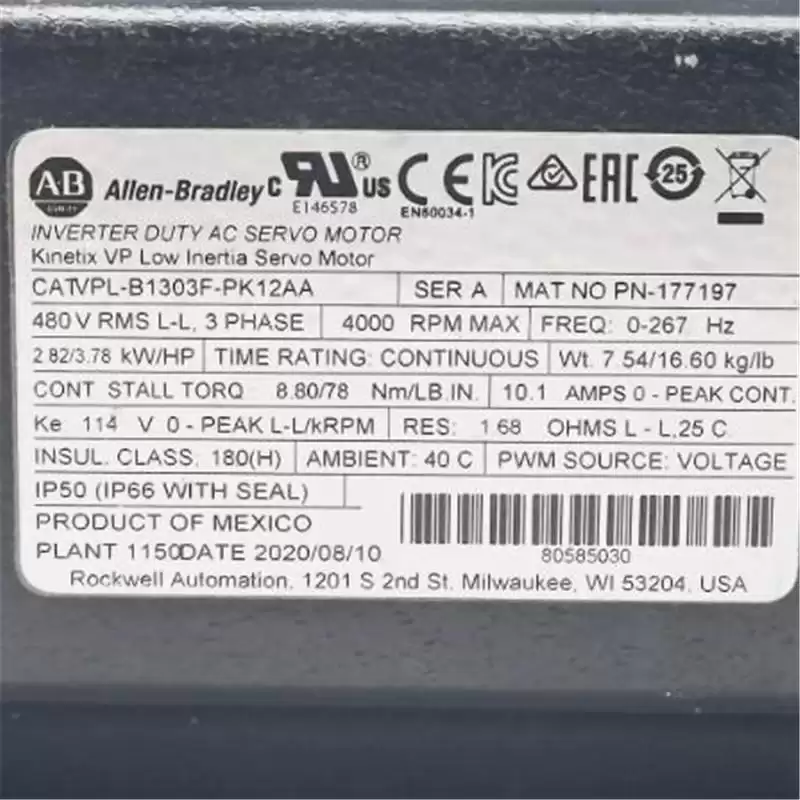 AB Allen-Bradley c RU ® US CE KC EAC 25
E146578
EN60034-1
INVERTER DUTY AC SERVO MOTOR
Kinetix VP Low Inertia Servo Motor
CAT VPL-B1303F-PK12AA SER A MAT NO PN-177197
480 V RMS L-L, 3 PHASE 4000 RPM MAX FREQ: 0-267 Hz
2.82/3.78 kW/HP TIME RATING: CONTINUOUS Wt. 7.54/16.60 kg/lb
CONT STALL TORQ 8.80/78 Nm/LB.IN. 10.1 AMPS 0 - PEAK CONT.
Ke 114 V 0 - PEAK L-L/kRPM RES: 1.68 OHMS L - L,25 C
INSUL. CLASS: 180(H) AMBIENT: 40 C PWM SOURCE: VOLTAGE
IP50 (IP66 WITH SEAL)
PRODUCT OF MEXICO
PLANT 1150 DATE 2020/08/10 80585030
Rockwell Automation. 1201 S 2nd St. Milwaukee, WI 53204. USA